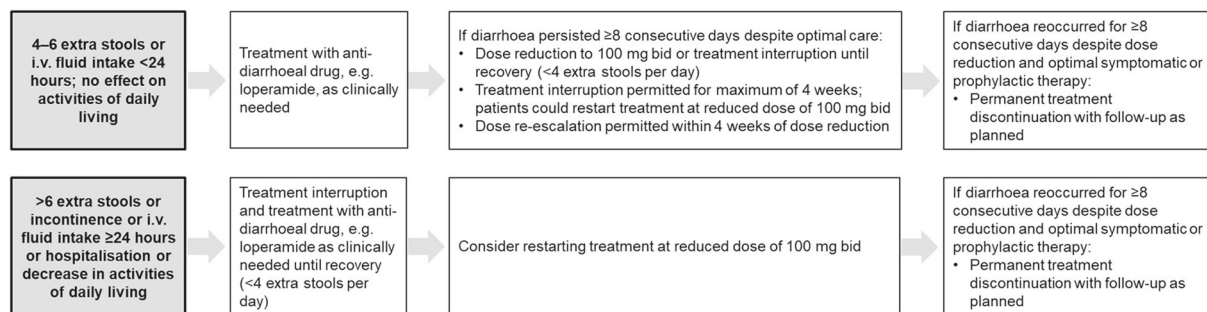 4–6 extra stools or
i.v. fluid intake <24
hours; no effect on
activities of daily
living
Treatment with anti-
diarrhoeal drug, e.g.
loperamide, as clinically
needed
If diarrhoea persisted ≥8 consecutive days despite optimal care:
• Dose reduction to 100 mg bid or treatment interruption until
recovery (<4 extra stools per day)
• Treatment interruption permitted for maximum of 4 weeks;
patients could restart treatment at reduced dose of 100 mg bid
• Dose re-escalation permitted within 4 weeks of dose reduction
If diarrhoea reoccurred for ≥8
consecutive days despite dose
reduction and optimal symptomatic or
prophylactic therapy:
• Permanent treatment
discontinuation with follow-up as
planned
>6 extra stools or
incontinence or i.v.
fluid intake ≥24 hours
or hospitalisation or
decrease in activities
of daily living
Treatment interruption
and treatment with anti-
diarrhoeal drug, e.g.
loperamide as clinically
needed until recovery
(<4 extra stools per
day)
Consider restarting treatment at reduced dose of 100 mg bid
If diarrhoea reoccurred for ≥8
consecutive days despite dose
reduction and optimal symptomatic or
prophylactic therapy:
• Permanent treatment
discontinuation with follow-up as
planned